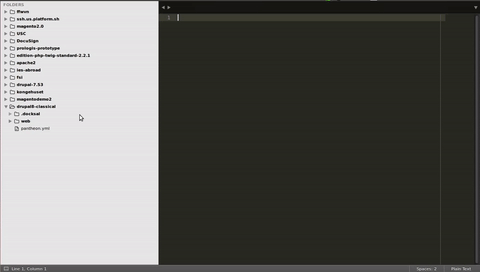 FOLDERS
ssh.us.platform.sh
magento2.0
USC
DocuSign
prologis-prototype
edition-php-twig-standard-2.2.1
apache2
ies-abroad
fsi
drupal-7.53
magentodemo2
drupal8-classical
.docksal
web
pantheon.yml
1
Line 1, Column 1
Spaces: 2
Plain Text